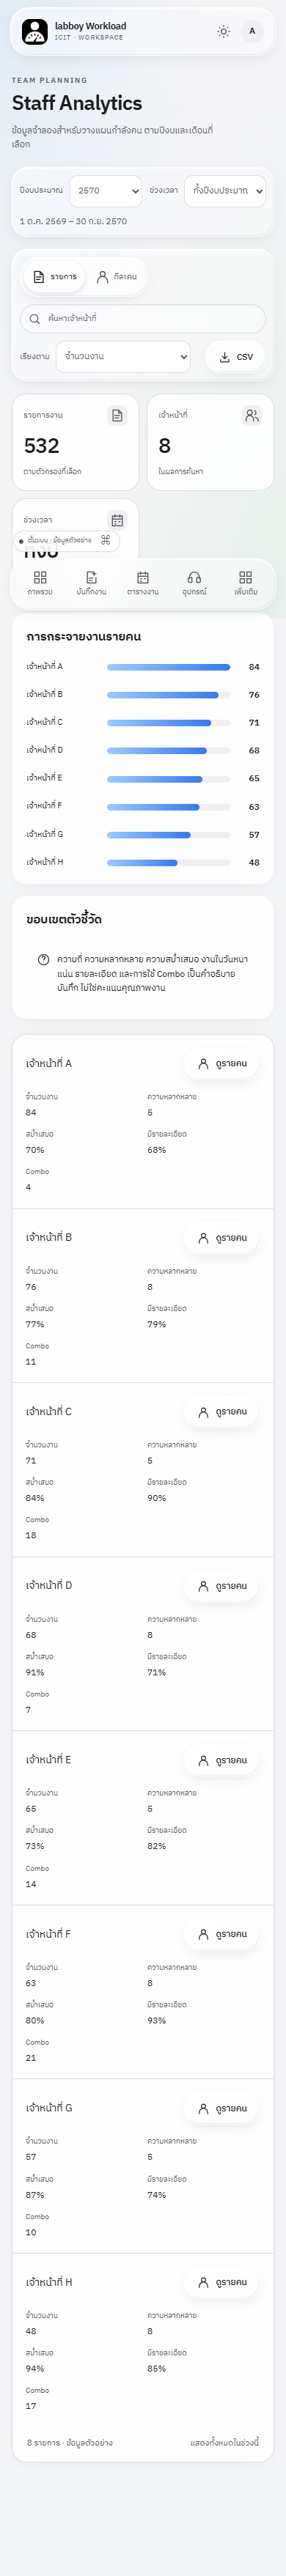 labboy Workload
ICIT · WORKSPACE
A
TEAM PLANNING
Staff Analytics
ข้อมูลจำลองสำหรับวางแผนกำลังคน ตามปีงบและช่วงเดือนที่
เลือก
ปีงบประมาณ 2570 ช่วงเวลา ทั้งปีงบประมาณ
1 ต.ค. 2569 – 30 ก.ย. 2570
รายการ ทีละคน
ค้นหาเจ้าหน้าที่
เรียงตาม จำนวนงาน CSV
รายการงาน
532
ตามตัวกรองที่เลือก
เจ้าหน้าที่
8
ในผลการค้นหา
ช่วงเวลา
ต้นแบบ · ข้อมูลตัวอย่าง ⌘
ภาพรวม บันทึกงาน ตารางงาน อุปกรณ์ เพิ่มเติม
การกระจายงานรายคน
เจ้าหน้าที่ A 84
เจ้าหน้าที่ B 76
เจ้าหน้าที่ C 71
เจ้าหน้าที่ D 68
เจ้าหน้าที่ E 65
เจ้าหน้าที่ F 63
เจ้าหน้าที่ G 57
เจ้าหน้าที่ H 48
ขอบเขตตัวชี้วัด
ความถี่ ความหลากหลาย ความสม่ำเสมอ งานในวันหนา
แน่น รายละเอียด และการใช้ Combo เป็นคำอธิบาย
บันทึก ไม่ใช่คะแนนคุณภาพงาน
เจ้าหน้าที่ A ดูรายคน
จำนวนงาน ความหลากหลาย
84 5
สม่ำเสมอ มีรายละเอียด
70% 68%
Combo
4
เจ้าหน้าที่ B ดูรายคน
จำนวนงาน ความหลากหลาย
76 8
สม่ำเสมอ มีรายละเอียด
77% 79%
Combo
11
เจ้าหน้าที่ C ดูรายคน
จำนวนงาน ความหลากหลาย
71 5
สม่ำเสมอ มีรายละเอียด
84% 90%
Combo
18
เจ้าหน้าที่ D ดูรายคน
จำนวนงาน ความหลากหลาย
68 8
สม่ำเสมอ มีรายละเอียด
91% 71%
Combo
7
เจ้าหน้าที่ E ดูรายคน
จำนวนงาน ความหลากหลาย
65 5
สม่ำเสมอ มีรายละเอียด
73% 82%
Combo
14
เจ้าหน้าที่ F ดูรายคน
จำนวนงาน ความหลากหลาย
63 8
สม่ำเสมอ มีรายละเอียด
80% 93%
Combo
21
เจ้าหน้าที่ G ดูรายคน
จำนวนงาน ความหลากหลาย
57 5
สม่ำเสมอ มีรายละเอียด
87% 74%
Combo
10
เจ้าหน้าที่ H ดูรายคน
จำนวนงาน ความหลากหลาย
48 8
สม่ำเสมอ มีรายละเอียด
94% 85%
Combo
17
8 รายการ · ข้อมูลตัวอย่าง แสดงทั้งหมดในช่วงนี้